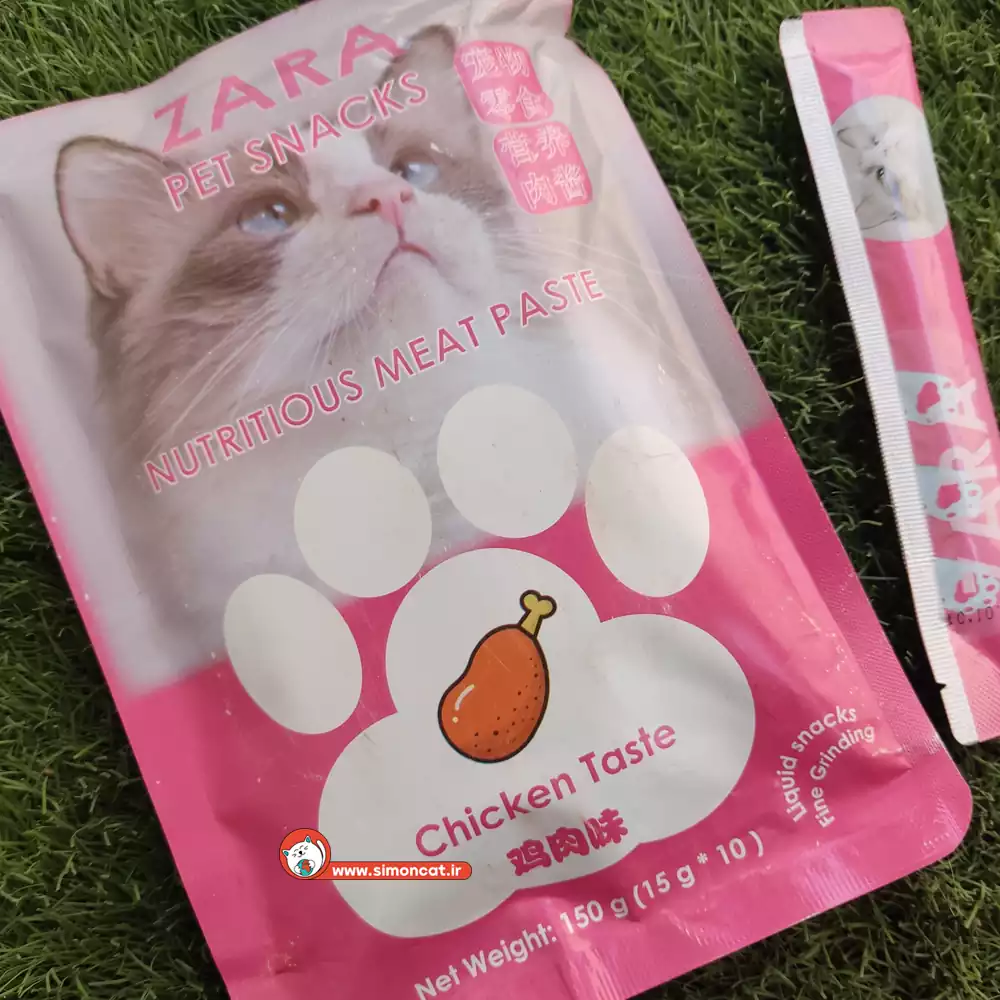 ZARA
PET SNACKS
宠物
零食
营养
肉酱
NUTRITIOUS MEAT PASTE
Chicken Taste
鸡肉味
Liquid snacks
Fine Grinding
Net Weight: 150 g (15 g * 10 )
www.simoncat.ir
ZARA